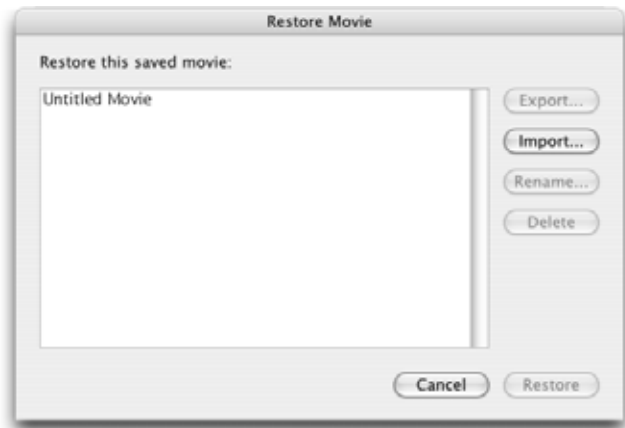 Restore Movie
Restore this saved movie:
Untitled Movie
Export...
Import...
Rename...
Delete
Cancel
Restore